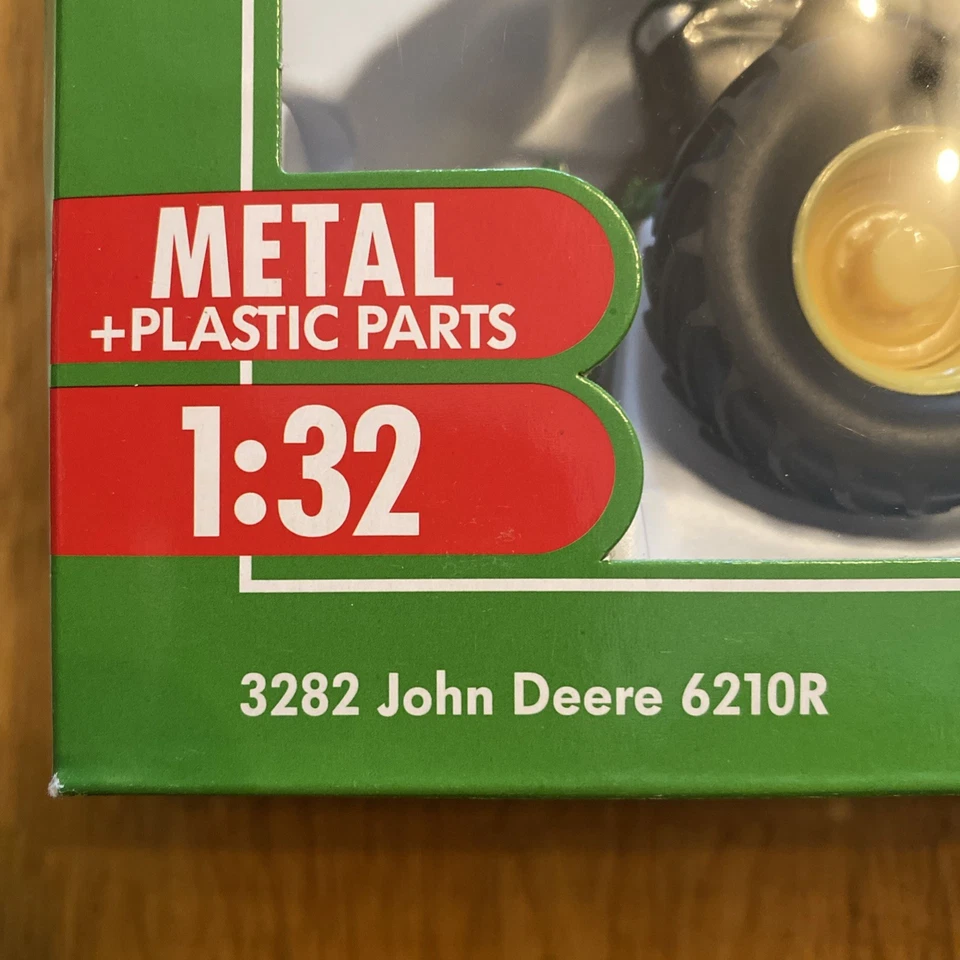 METAL
+PLASTIC PARTS
1:32
3282 John Deere 6210R